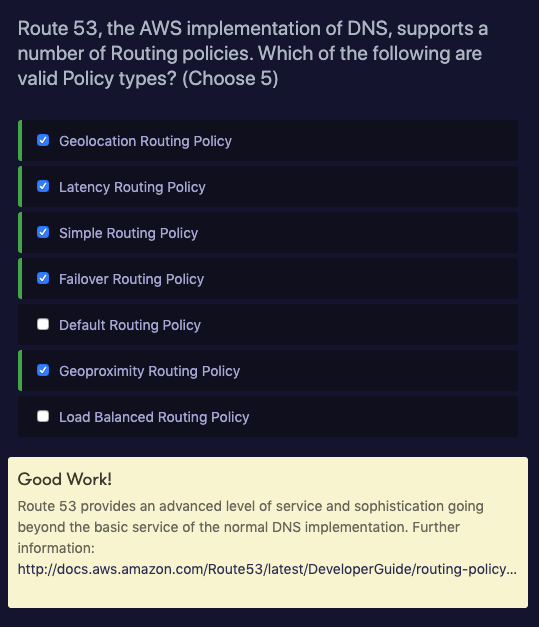 Route 53, the AWS implementation of DNS, supports a
number of Routing policies. Which of the following are
valid Policy types? (Choose 5)
Geolocation Routing Policy
Latency Routing Policy
Simple Routing Policy
Failover Routing Policy
Default Routing Policy
Geoproximity Routing Policy
Load Balanced Routing Policy
Good Work!
Route 53 provides an advanced level of service and sophistication going
beyond the basic service of the normal DNS implementation. Further
information:
http://docs.aws.amazon.com/Route53/latest/DeveloperGuide/routing-policy...